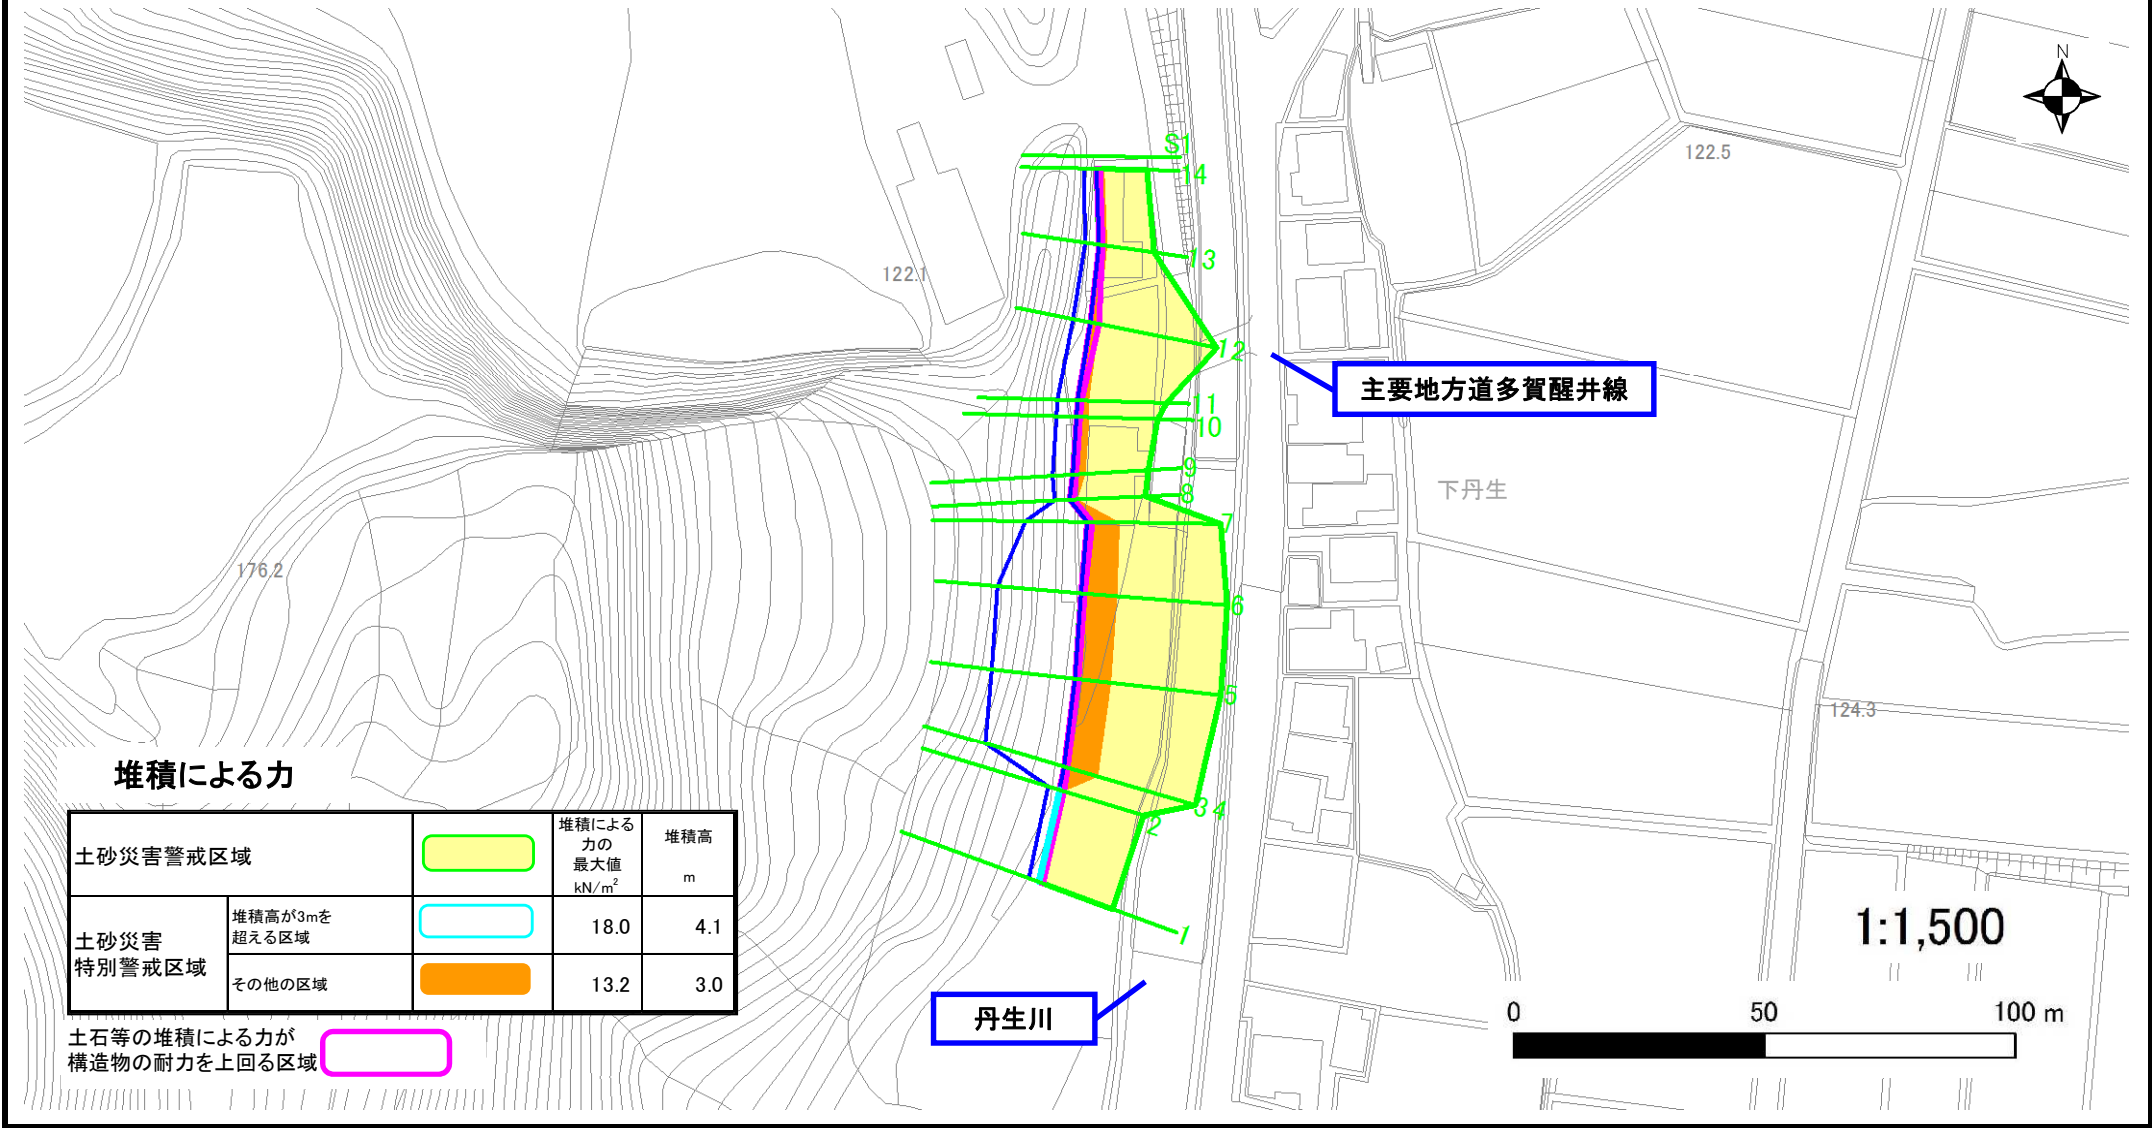 N
S1
14
122.5
13
122.1
12
主要地方道多賀醒井線
11
10
9
8
下丹生
7
176.2
6
5
124.3
3 4
2
1
堆積による力
土砂災害警戒区域
堆積による
力の
最大値
kN/m²
堆積高
m
土砂災害
特別警戒区域
堆積高が3mを
超える区域
18.0
4.1
その他の区域
13.2
3.0
土石等の堆積による力が
構造物の耐力を上回る区域
丹生川
1:1,500
0 50 100 m